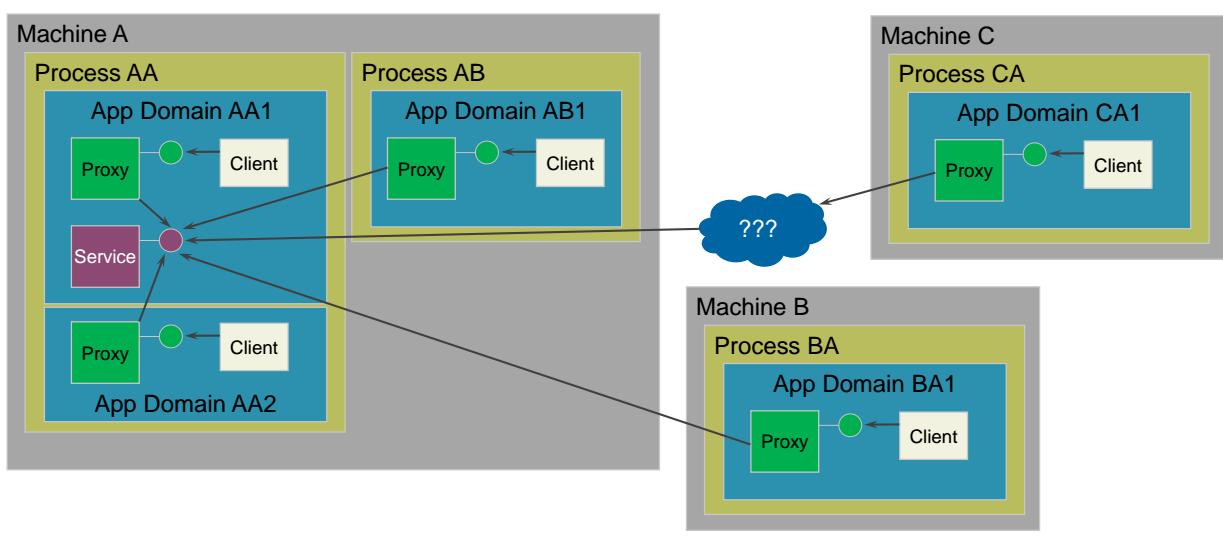 Machine A
Process AA
App Domain AA1
Proxy
Client
Service
Proxy
Client
App Domain AA2
Process AB
App Domain AB1
Proxy
Client
???
Machine C
Process CA
App Domain CA1
Proxy
Client
Machine B
Process BA
App Domain BA1
Proxy
Client